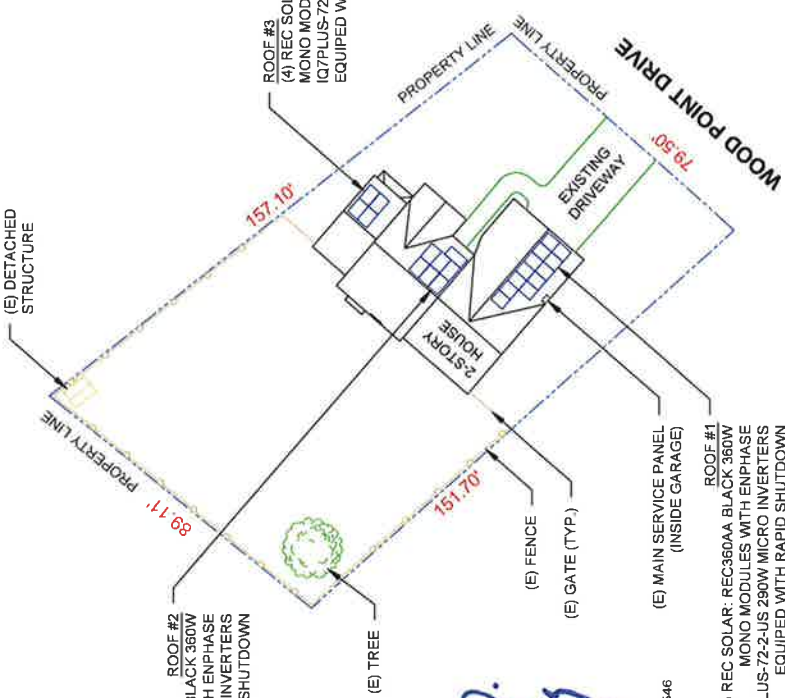 (E) DETACHED
STRUCTURE
ROOF #3
(4) REC SOL
MONO MOD
IQ7PLUS-72
EQUIPED W
PROPERTY LINE
PROPERTY LINE
WOOD POINT DRIVE
157.10'
79.50'
EXISTING
DRIVEWAY
2-STORY
HOUSE
PROPERTY LINE
89.11'
151.70'
ROOF #2
LACK 360W
H ENPHASE
INVERTERS
SHUTDOWN
(E) TREE
(E) FENCE
(E) GATE (TYP.)
(E) MAIN SERVICE PANEL
(INSIDE GARAGE)
546
ROOF #1
REC SOLAR: REC360AA BLACK 360W
MONO MODULES WITH ENPHASE
LUS-72-2-US 290W MICRO INVERTERS
EQUIPED WITH RAPID SHUTDOWN